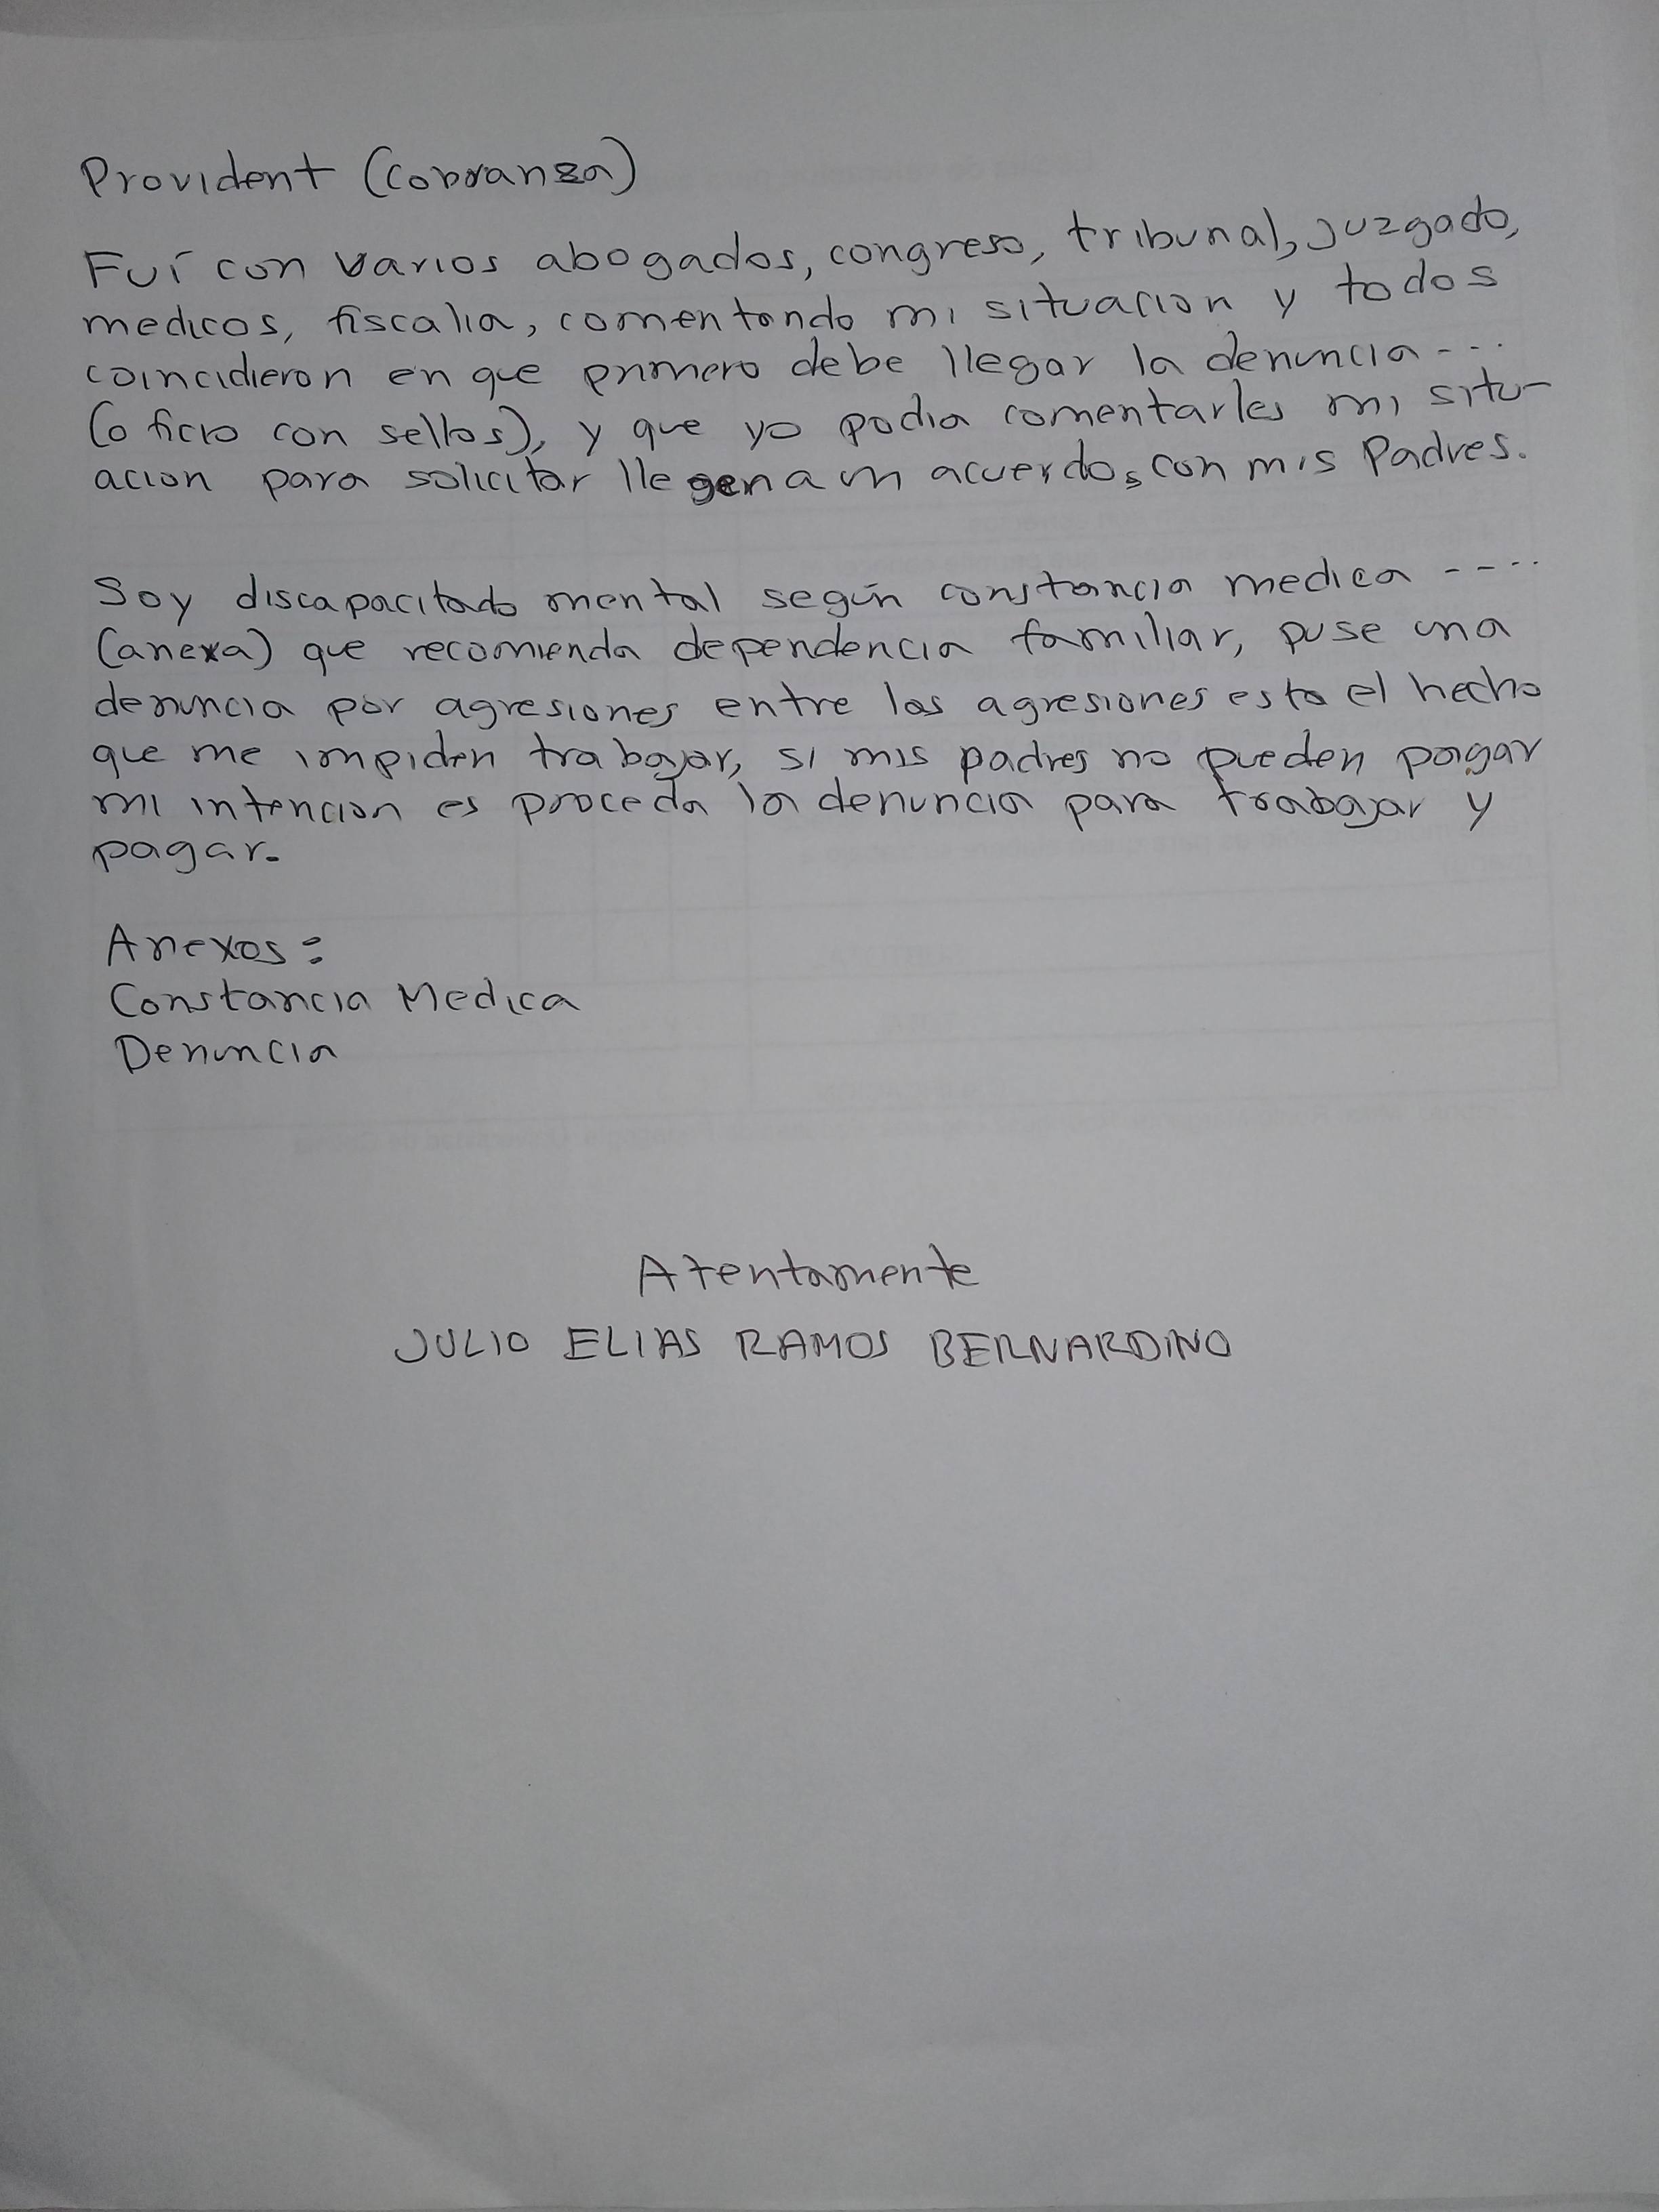 Provident (Cobranza)
Fuí con varios abogados, congreso, tribunal, juzgado,
medicos, fiscalia, comentando mi situacion y todos
coincidieron en que primero debe llegar la denuncia - - - -
(oficio con sellos), y que yo podia comentarles mi situ-
acion para solicitar llegen a un acuerdo, con mis Padres.
Soy discapacitado mental según constancia medica - - - -
(anexa) que recomienda dependencia familiar, puse una
denuncia por agresiones entre las agresiones esta el hecho
que me impiden trabajar, si mis padres no pueden pagar
mi intencion es proceda la denuncia para trabajar y
pagar.
Anexos:
Constancia Medica
Denuncia
Atentamente
JULIO ELIAS RAMOS BERNARDINO